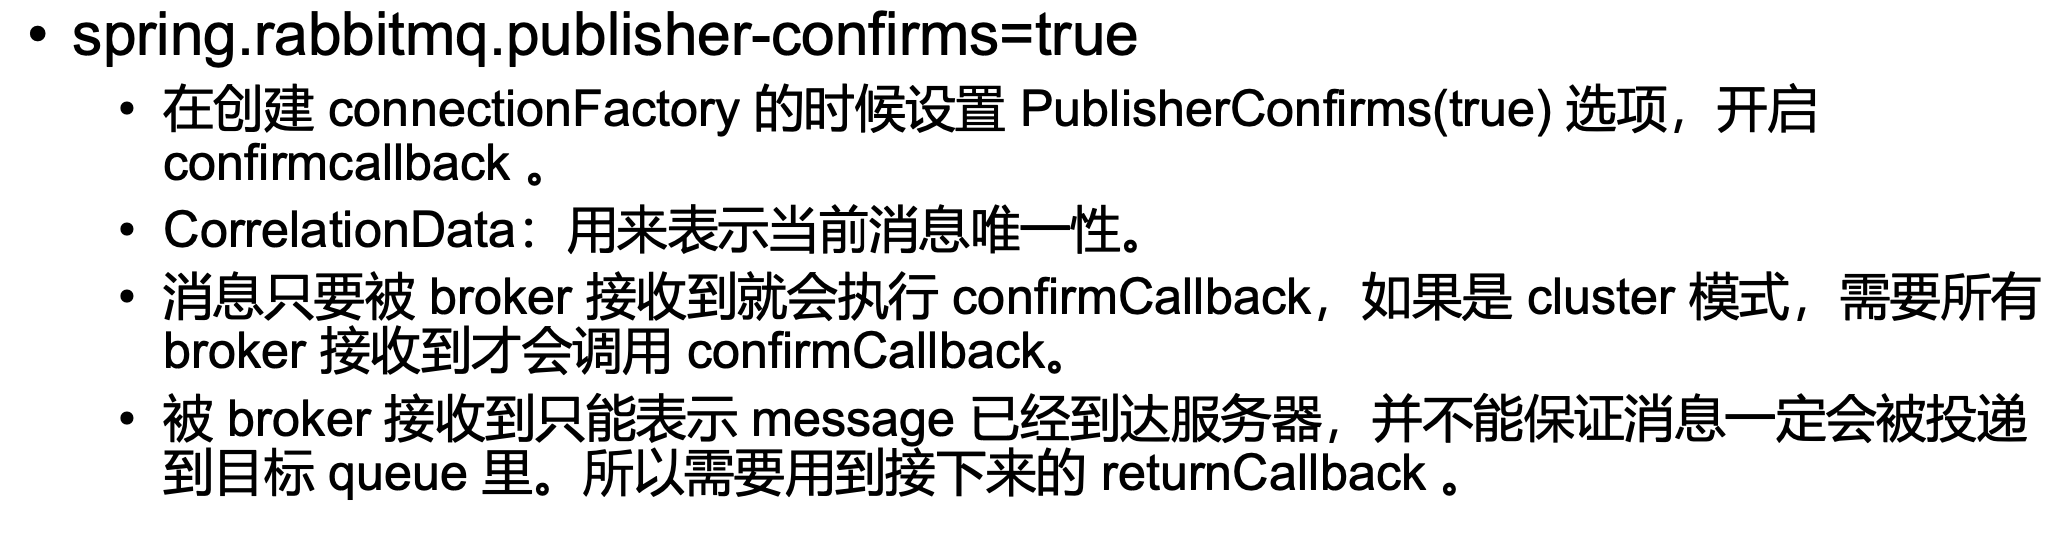 • spring.rabbitmq.publisher-confirms=true
• 在创建 connectionFactory 的时候设置 PublisherConfirms(true) 选项，开启
confirmcallback 。
• CorrelationData：用来表示当前消息唯一性。
• 消息只要被 broker 接收到就会执行 confirmCallback，如果是 cluster 模式，需要所有
broker 接收到才会调用 confirmCallback。
• 被 broker 接收到只能表示 message 已经到达服务器，并不能保证消息一定会被投递
到目标 queue 里。所以需要用到接下来的 returnCallback 。